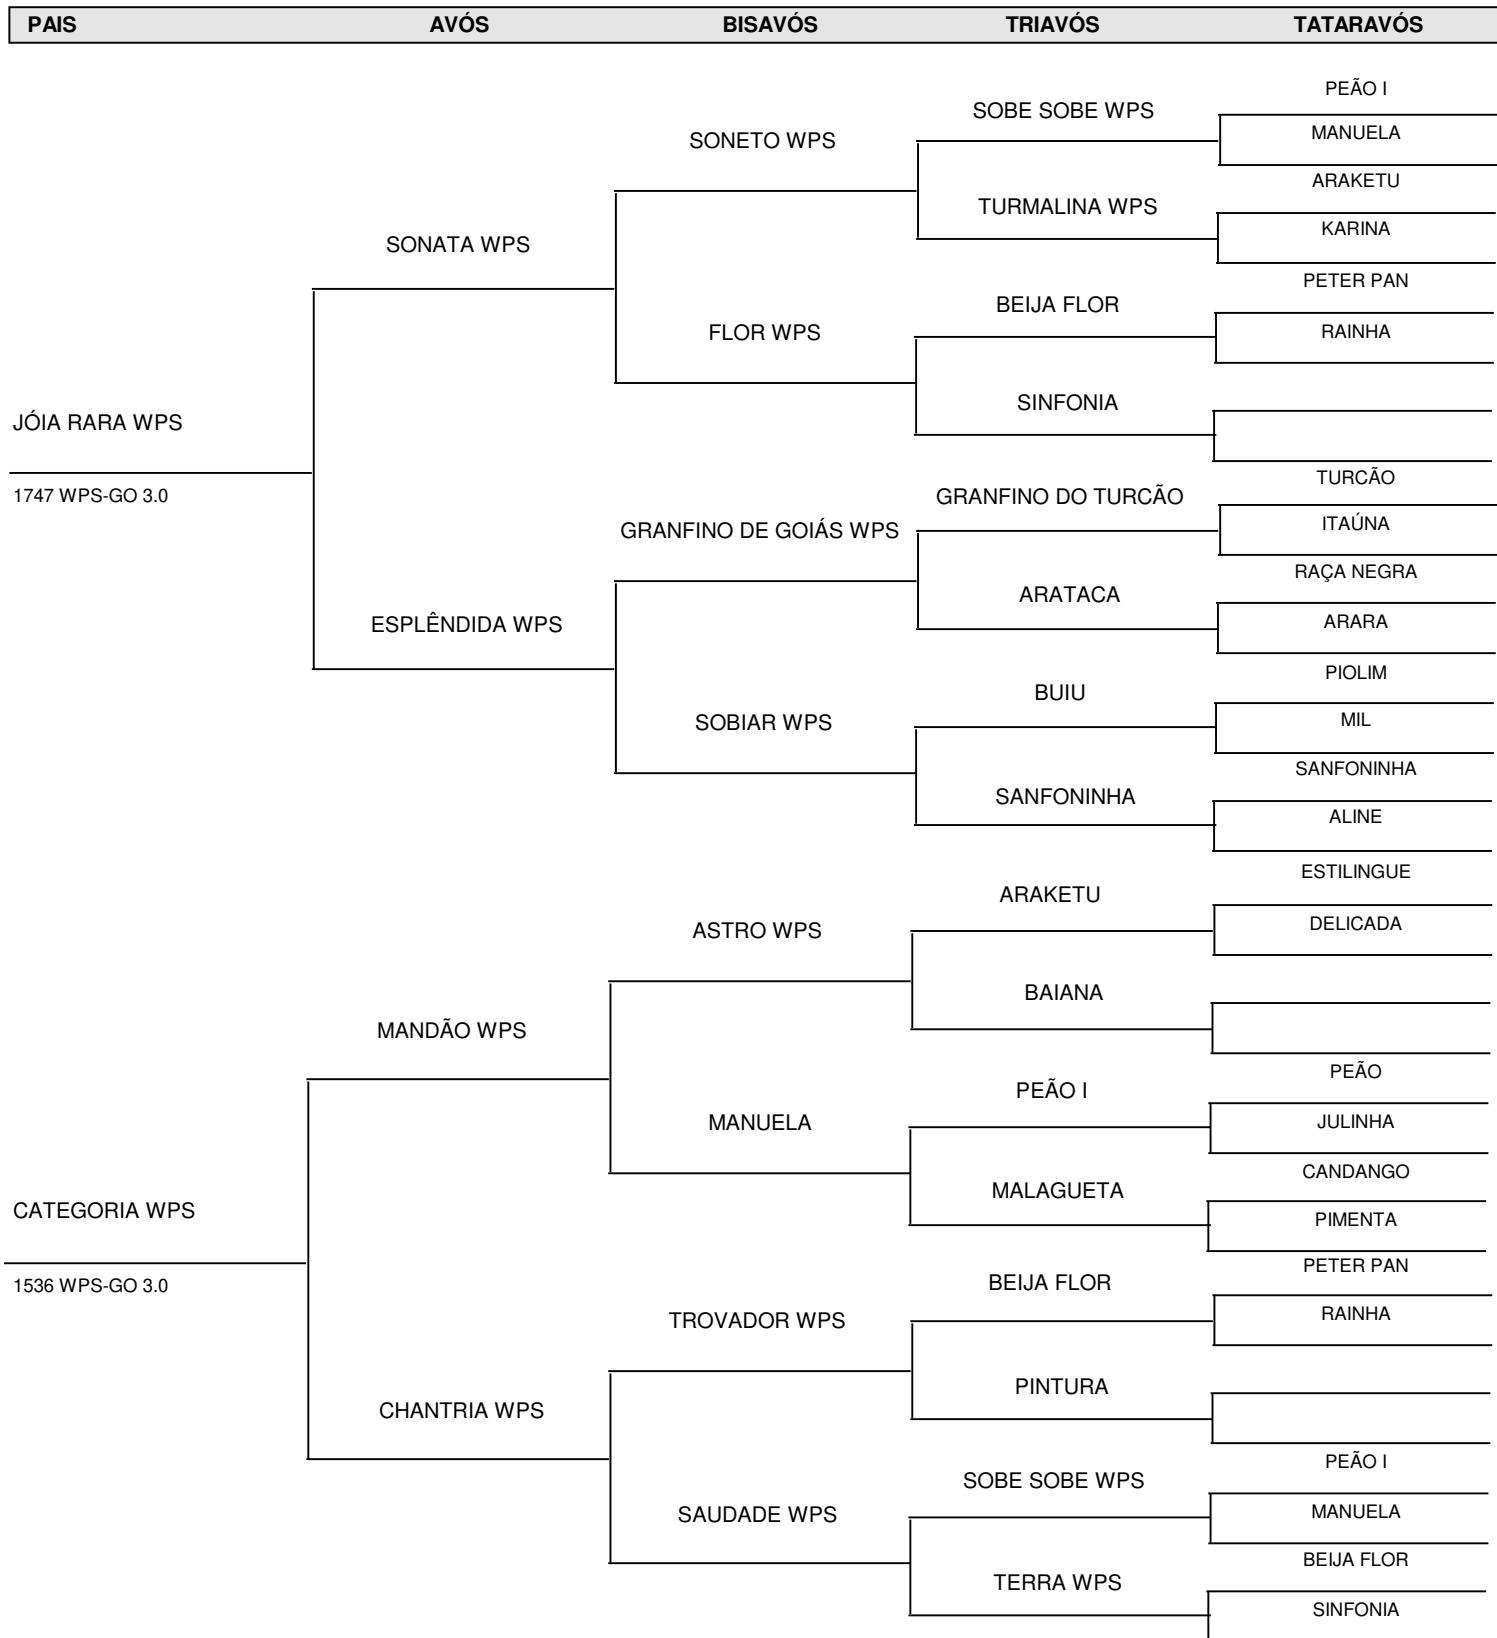 PAIS AVÓS BISAVÓS TRIAVÓS TATARAVÓS
PEÃO I
SOBE SOBE WPS
MANUELA
SONETO WPS
ARAKETU
TURMALINA WPS
KARINA
SONATA WPS
PETER PAN
BEIJA FLOR
RAINHA
FLOR WPS
SINFONIA
JÓIA RARA WPS
1747 WPS-GO 3.0
TURCÃO
GRANFINO DO TURCÃO
ITAÚNA
GRANFINO DE GOIÁS WPS
RAÇA NEGRA
ARATACA
ARARA
ESPLÊNDIDA WPS
PIOLIM
BUIU
MIL
SOBIAR WPS
SANFONINHA
SANFONINHA
ALINE
ESTILINGUE
ARAKETU
DELICADA
ASTRO WPS
BAIANA
MANDÃO WPS
PEÃO
PEÃO I
JULINHA
MANUELA
CANDANGO
MALAGUETA
PIMENTA
CATEGORIA WPS
1536 WPS-GO 3.0
PETER PAN
BEIJA FLOR
RAINHA
TROVADOR WPS
PINTURA
CHANTRIA WPS
PEÃO I
SOBE SOBE WPS
MANUELA
SAUDADE WPS
BEIJA FLOR
TERRA WPS
SINFONIA